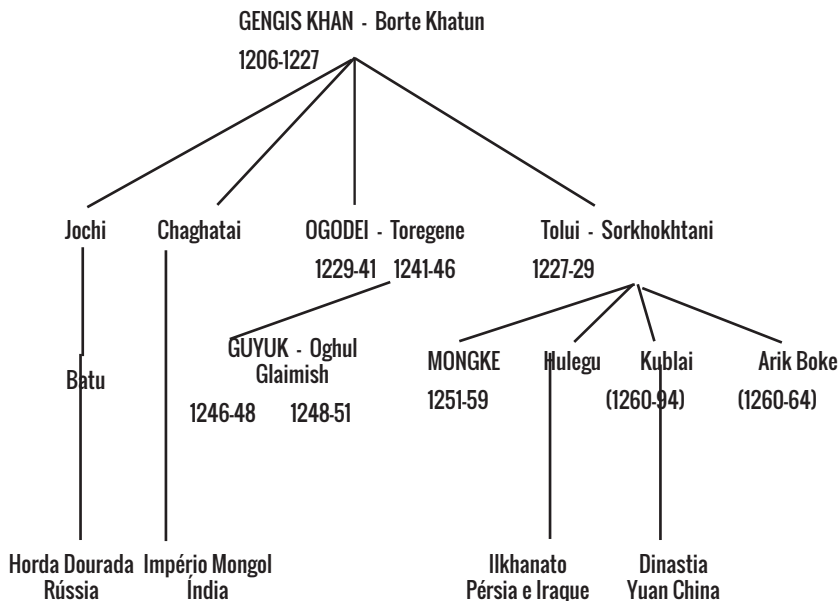 GENGIS KHAN - Borte Khatun
1206-1227
Jochi
Chaghatai
OGODEI - Toregene
1229-41 1241-46
Tolui - Sorkhokhtani
1227-29
Batu
GUYUK - Oghul
Glaimish
1246-48 1248-51
MONGKE
1251-59
Hulegu
Kublai
(1260-94)
Arik Boke
(1260-64)
Horda Dourada
Rússia
Império Mongol
Índia
Ilkhanato
Pérsia e Iraque
Dinastia
Yuan China